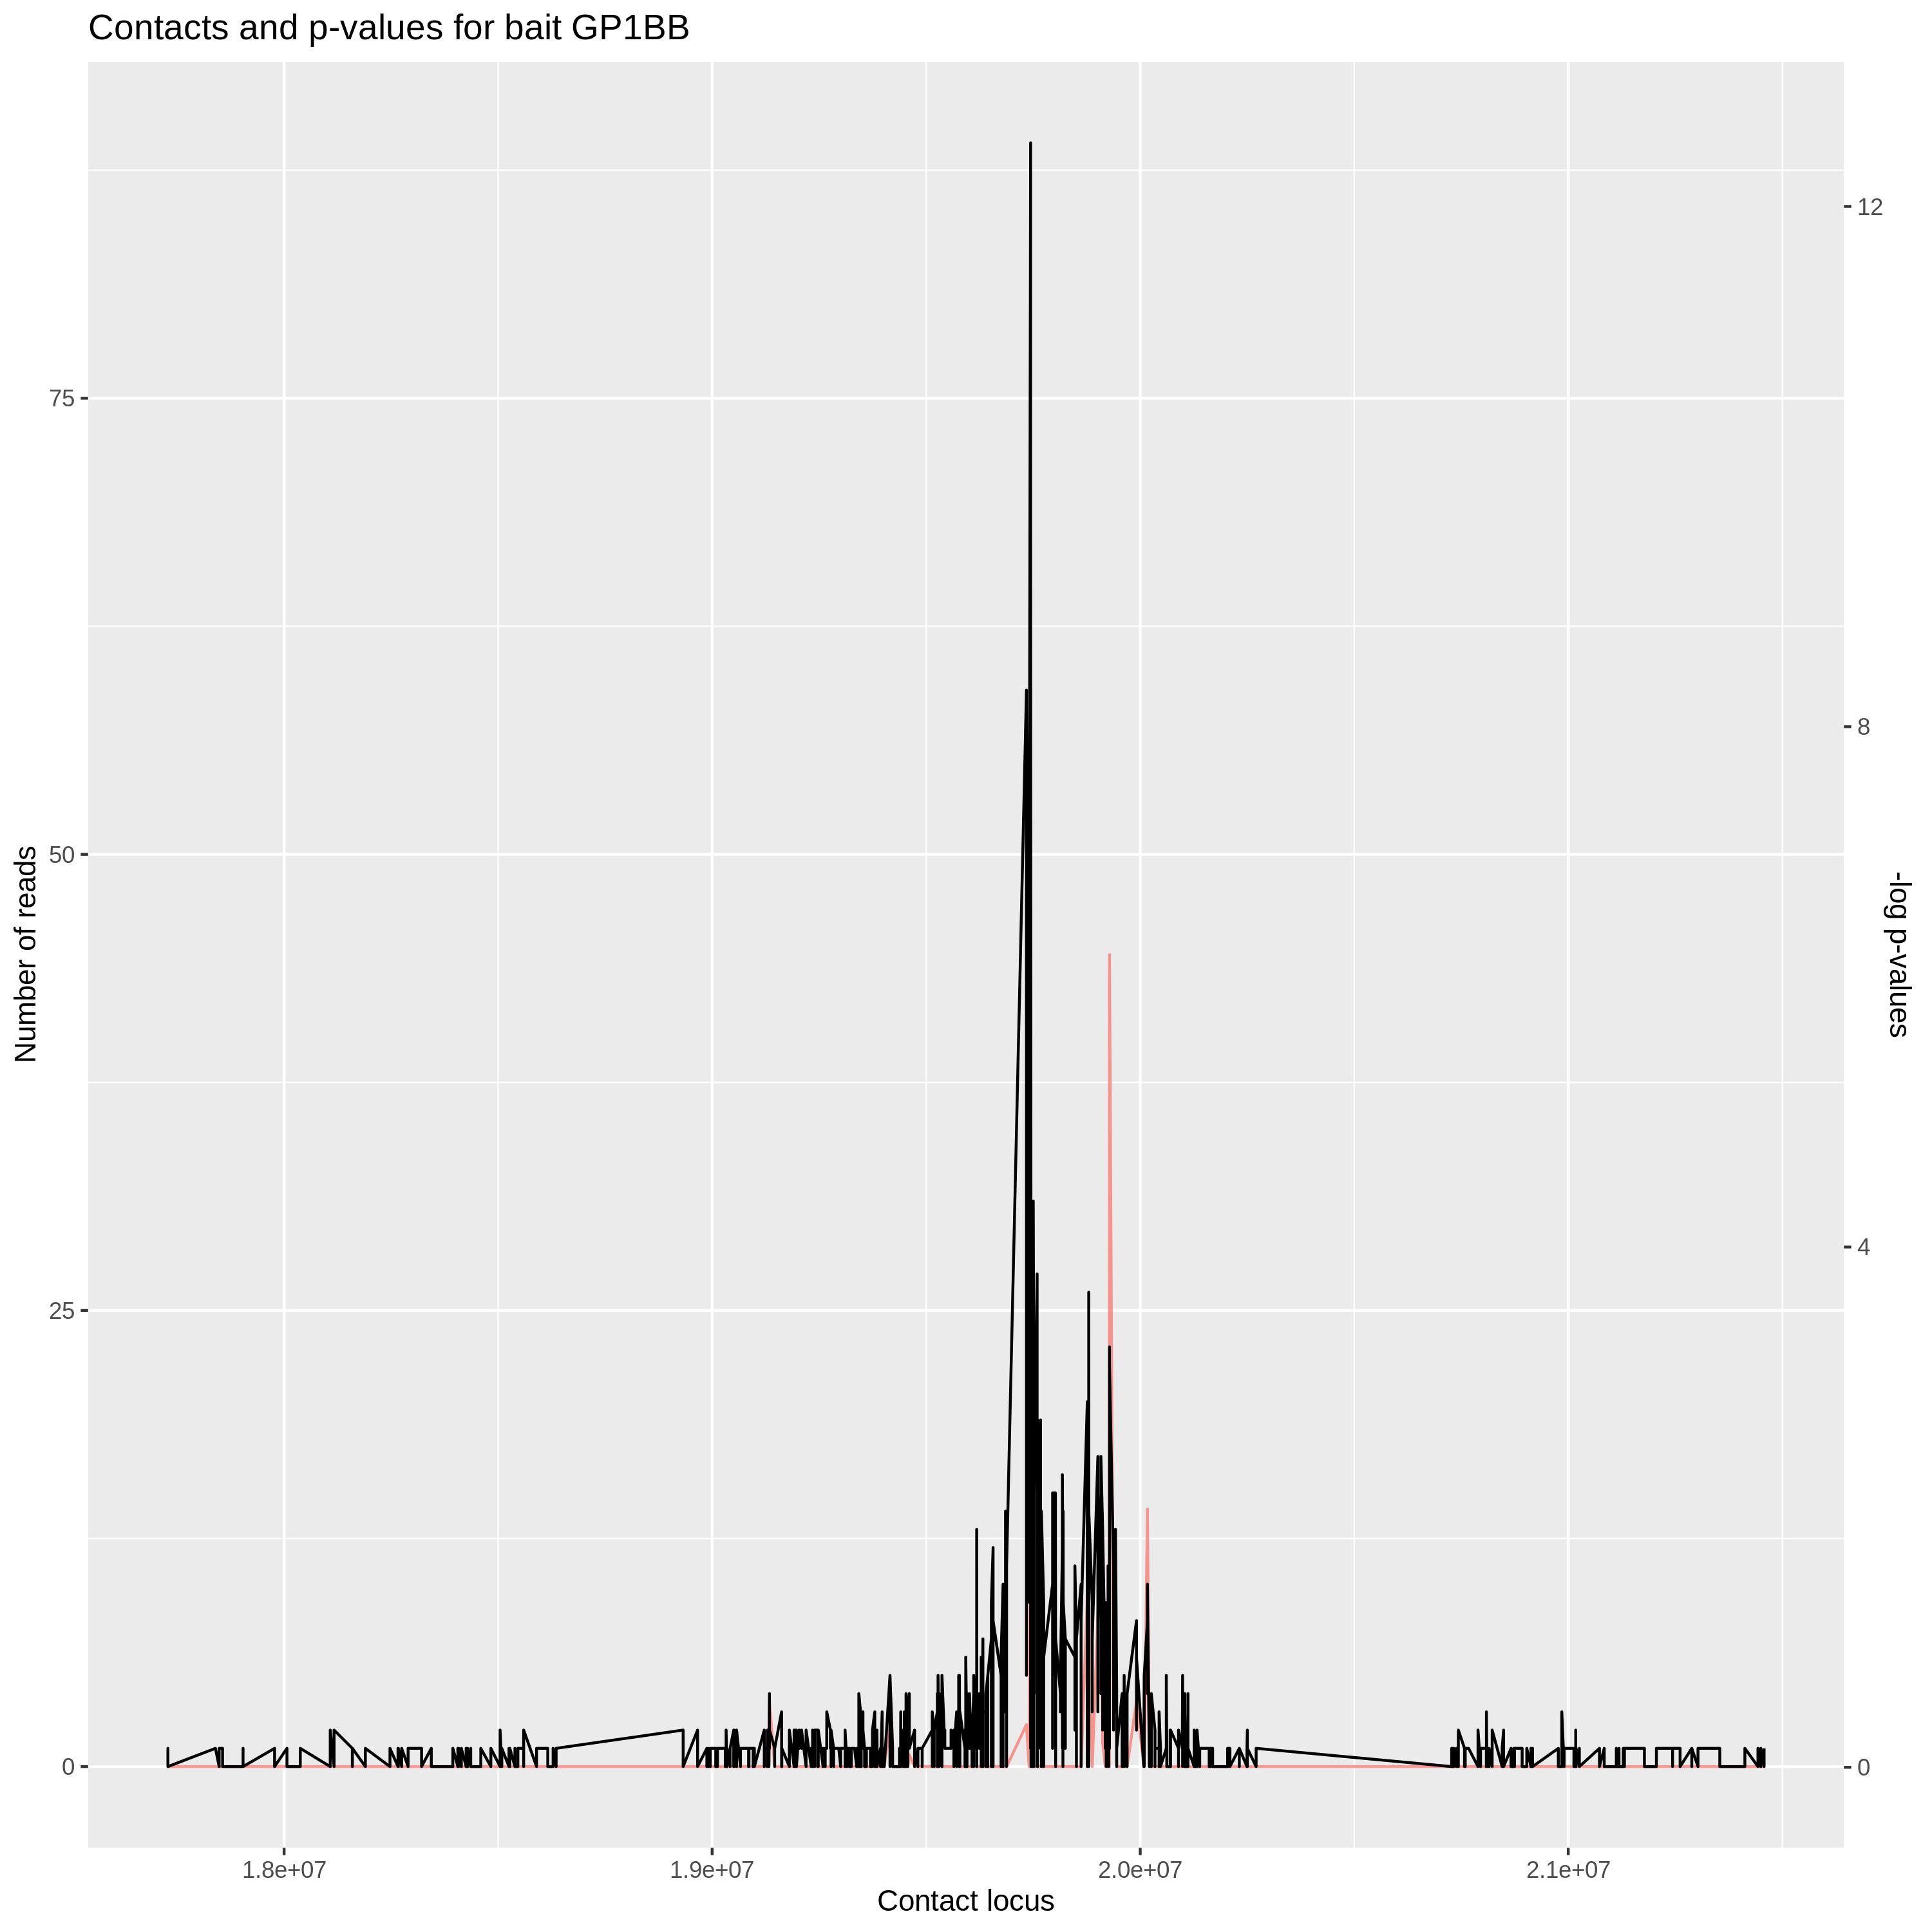 Contacts and p-values for bait GP1BB
Number of reads
75
50
25
0
12
8
4
0
-log p-values
1.8e+07 1.9e+07 2.0e+07 2.1e+07
Contact locus